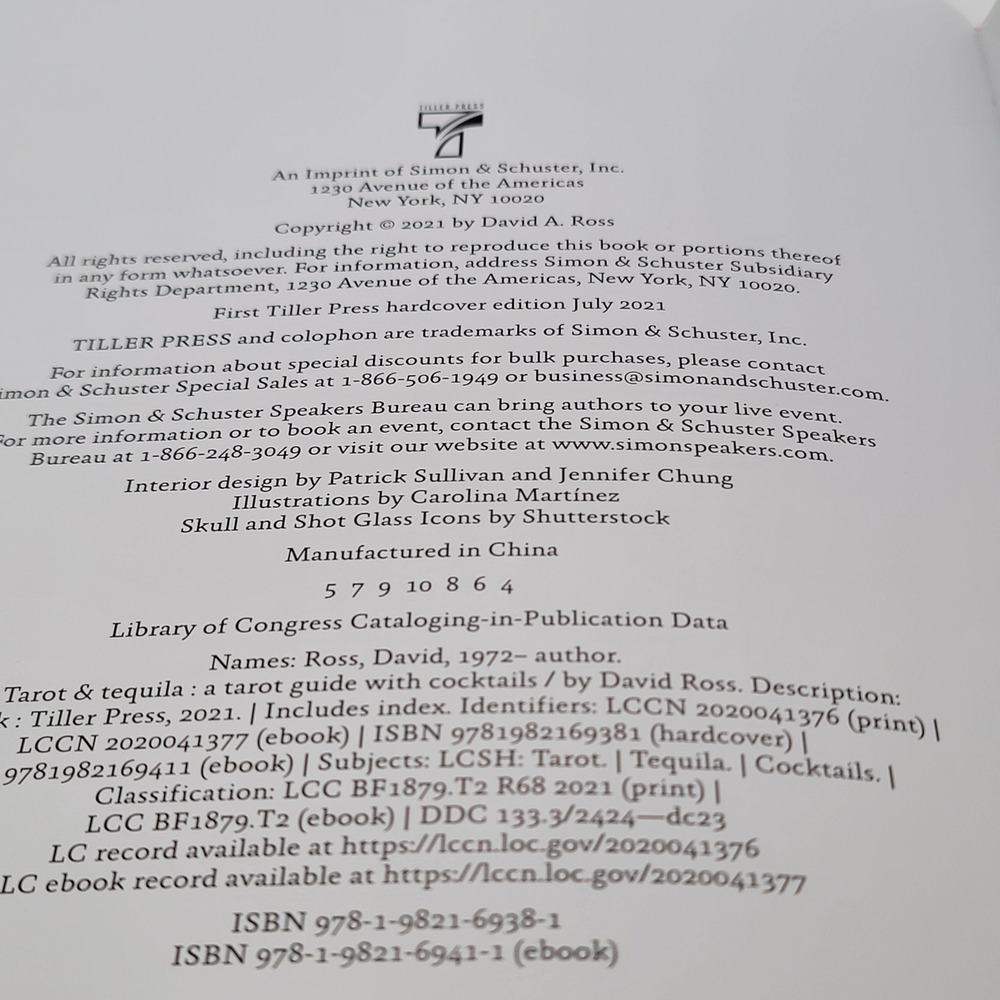 TILLER PRESS
An Imprint of Simon & Schuster, Inc.
1230 Avenue of the Americas
New York, NY 10020
Copyright © 2021 by David A. Ross
All rights reserved, including the right to reproduce this book or portions thereof
in any form whatsoever. For information, address Simon & Schuster Subsidiary
Rights Department, 1230 Avenue of the Americas, New York, NY 10020.
First Tiller Press hardcover edition July 2021
TILLER PRESS and colophon are trademarks of Simon & Schuster, Inc.
For information about special discounts for bulk purchases, please contact
imon & Schuster Special Sales at 1-866-506-1949 or business@simonandschuster.com.
The Simon & Schuster Speakers Bureau can bring authors to your live event.
For more information or to book an event, contact the Simon & Schuster Speakers
Bureau at 1-866-248-3049 or visit our website at www.simonspeakers.com.
Interior design by Patrick Sullivan and Jennifer Chung
Illustrations by Carolina Martínez
Skull and Shot Glass Icons by Shutterstock
Manufactured in China
5 7 9 10 8 6 4
Library of Congress Cataloging-in-Publication Data
Names: Ross, David, 1972– author.
Tarot & tequila : a tarot guide with cocktails / by David Ross. Description:
k : Tiller Press, 2021. | Includes index. Identifiers: LCCN 2020041376 (print) |
LCCN 2020041377 (ebook) | ISBN 9781982169381 (hardcover) |
9781982169411 (ebook) | Subjects: LCSH: Tarot. | Tequila. | Cocktails. |
Classification: LCC BF1879.T2 R68 2021 (print) |
LCC BF1879.T2 (ebook) | DDC 133.3/2424—dc23
LC record available at https://lccn.loc.gov/2020041376
LC ebook record available at https://lccn.loc.gov/2020041377
ISBN 978-1-9821-6938-1
ISBN 978-1-9821-6941-1 (ebook)